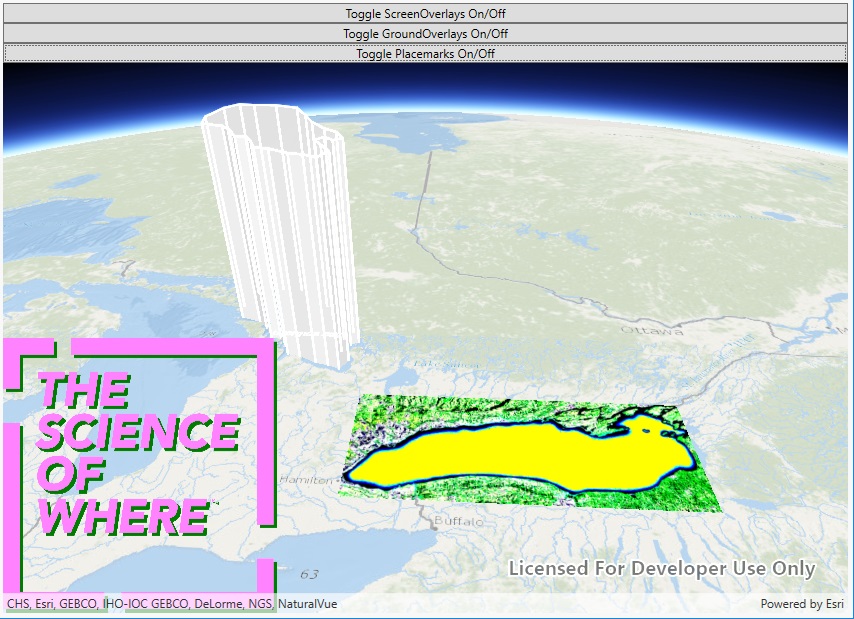 Toggle ScreenOverlays On/Off
Toggle GroundOverlays On/Off
Toggle Placemarks On/Off
Ottawa
Lake Simcoe
THE
SCIENCE
OF
WHERE
Hamilton
Buffalo
63
Licensed For Developer Use Only
CHS, Esri, GEBCO, IHO-IOC GEBCO, DeLorme, NGS, NaturalVue
Powered by Esri